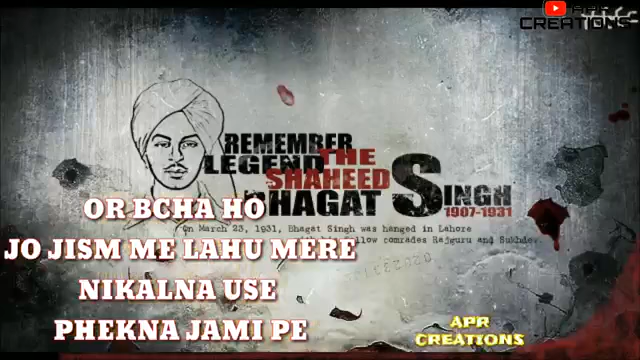 APR
CREATIONS
REMEMBER
LEGEND THE
SHAHEED
BHAGAT SINGH
1907-1931
On March 23, 1931, Bhagat Singh was hanged in Lahore
comrades Rajguru and Sukhdev.
OR BCHA HO
JO JISM ME LAHU MERE
NIKALNA USE
PHEKNA JAMI PE
APR
CREATIONS